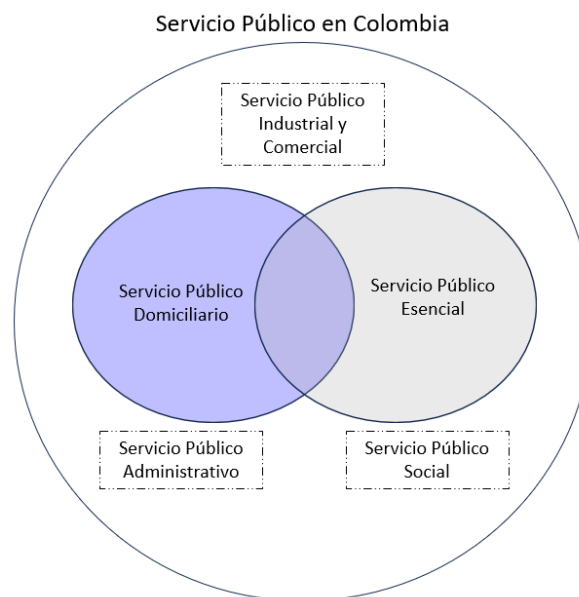 Servicio Público en Colombia
Servicio Público
Industrial y
Comercial
Servicio Público
Domiciliario
Servicio Público
Esencial
Servicio Público
Administrativo
Servicio Público
Social